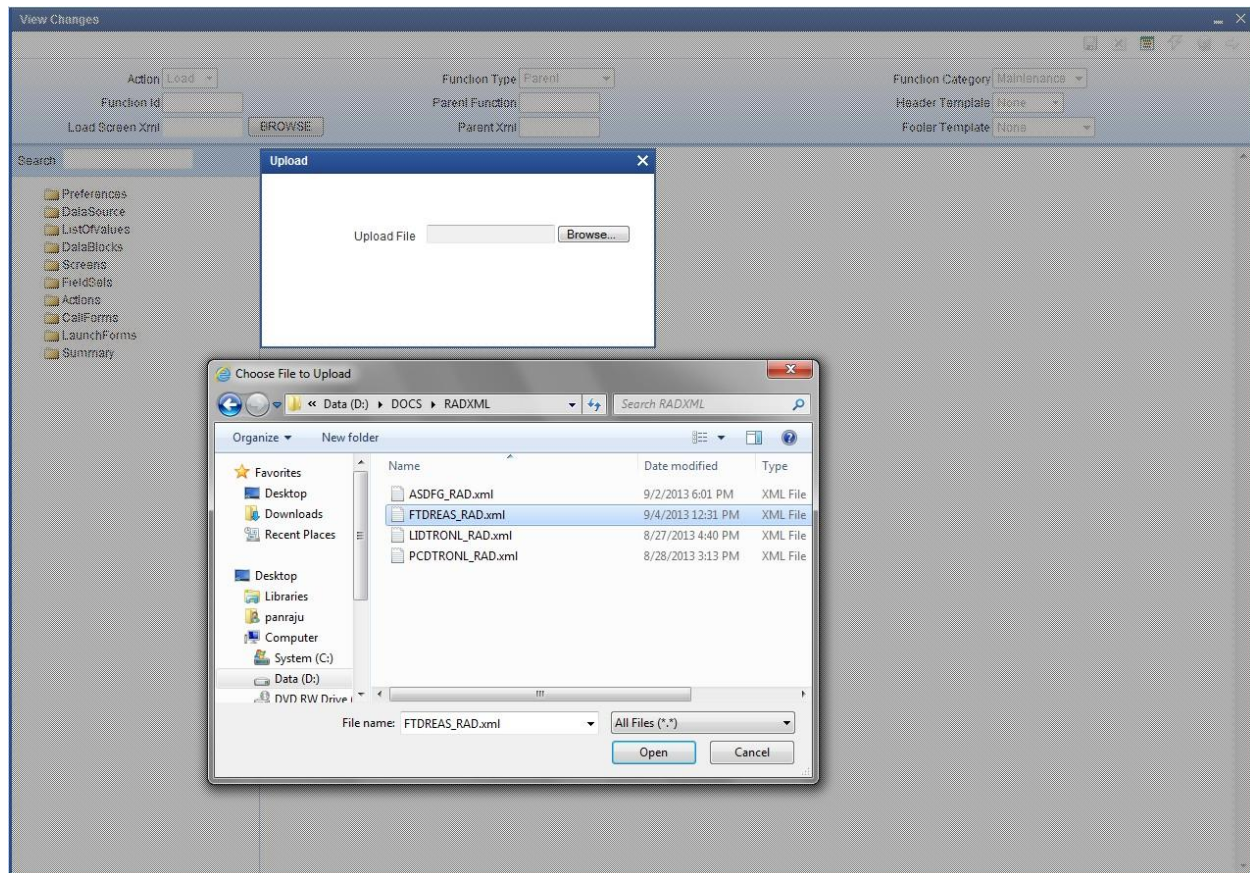 View Changes
Action Load Function Type Parent Function Category Maintenance
Function Id Parent Function Header Template None
Load Screen Xml BROWSE Parent Xml Footer Template None
Search
Upload
Preferences
DataSource
ListOfValues
DataBlocks
Screens
FieldSets
Actions
CallForms
LaunchForms
Summary
Upload File Browse...
Choose File to Upload
« Data (D:) DOCS RADXML Search RADXML
Organize New folder
Name Date modified Type
ASDFG_RAD.xml 9/2/2013 6:01 PM XML File
FTDREAS_RAD.xml 9/4/2013 12:31 PM XML File
LIDTRONL_RAD.xml 8/27/2013 4:40 PM XML File
PCDTRONL_RAD.xml 8/28/2013 3:13 PM XML File
Favorites
Desktop
Downloads
Recent Places
Desktop
Libraries
panraju
Computer
System (C:)
Data (D:)
DVD RW Drive
File name: FTDREAS_RAD.xml All Files (*.*)
Open Cancel